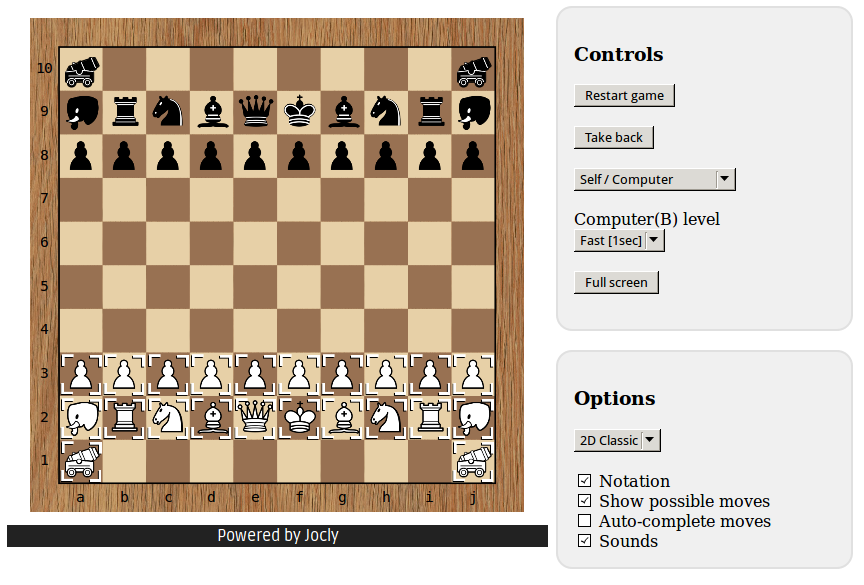 10
9
8
7
6
5
4
3
2
1
a b c d e f g h i j
Powered by Jocly
Controls
Restart game
Take back
Self / Computer
Computer(B) level
Fast [1sec]
Full screen
Options
2D Classic
Notation
Show possible moves
Auto-complete moves
Sounds